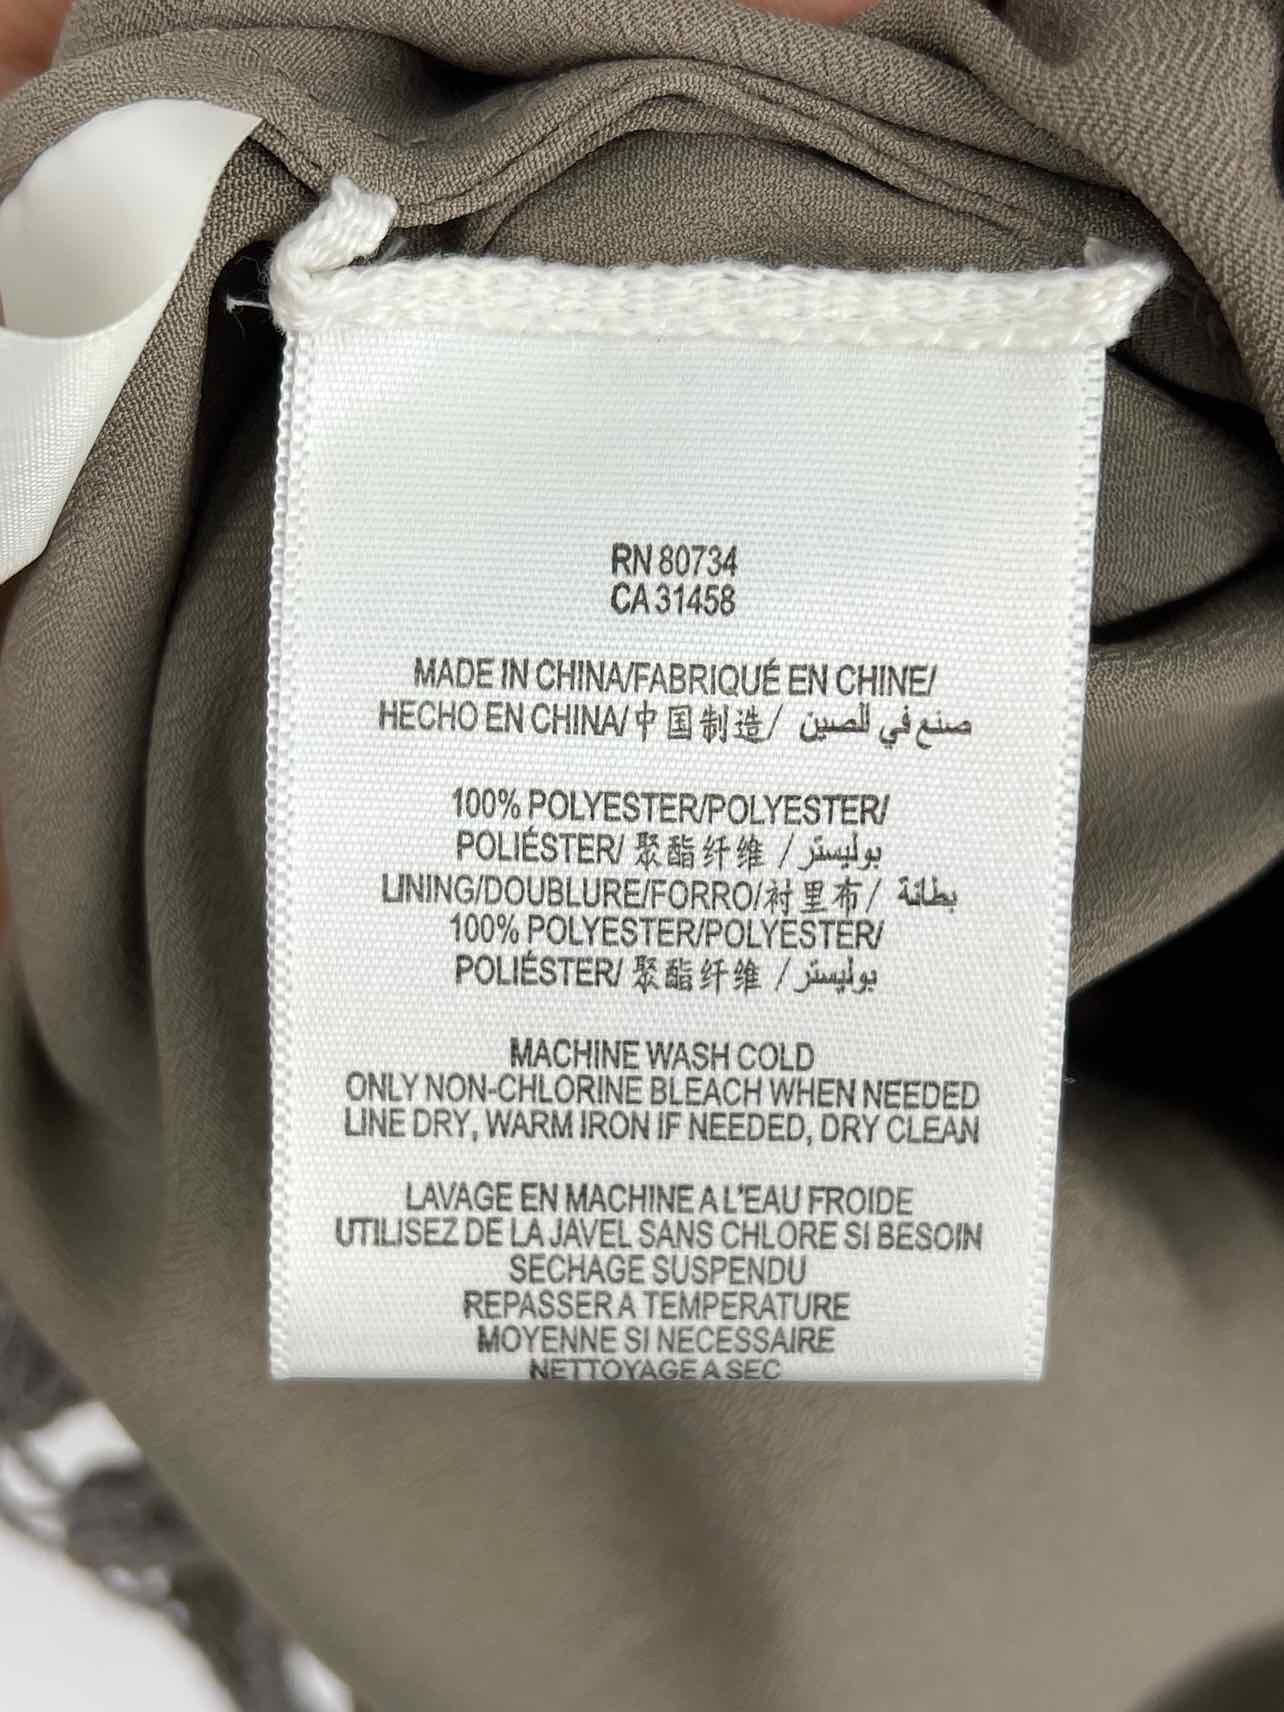 RN 80734
CA 31458
MADE IN CHINA/FABRIQUÉ EN CHINE/
HECHO EN CHINA/中国制造/ صنع في للصين
100% POLYESTER/POLYESTER/
POLIÉSTER/ 聚酯纤维 / بوليستر
LINING/DOUBLURE/FORRO/衬里布/ بطانة
100% POLYESTER/POLYESTER/
POLIÉSTER/ 聚酯纤维 / بوليستر
MACHINE WASH COLD
ONLY NON-CHLORINE BLEACH WHEN NEEDED
LINE DRY, WARM IRON IF NEEDED, DRY CLEAN
LAVAGE EN MACHINE A L'EAU FROIDE
UTILISEZ DE LA JAVEL SANS CHLORE SI BESOIN
SECHAGE SUSPENDU
REPASSER A TEMPERATURE
MOYENNE SI NECESSAIRE
NETTOYAGE A SEC